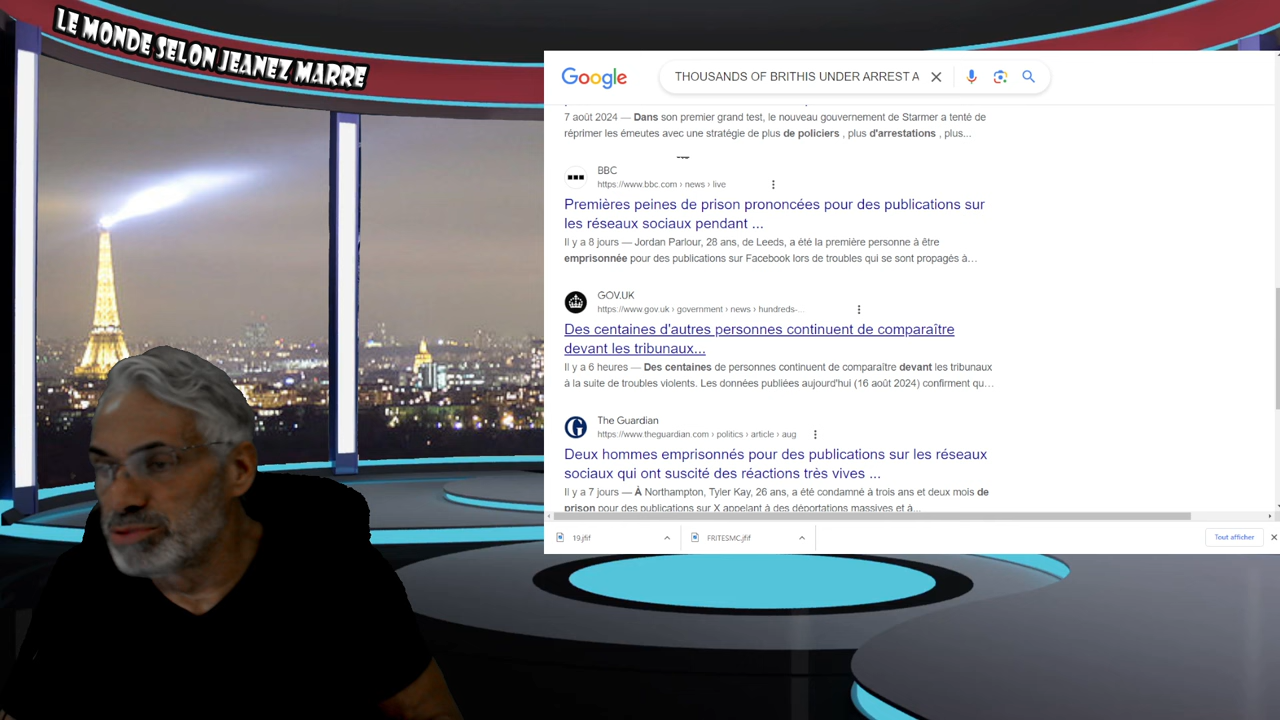 LE MONDE SELON JEANEZ MARRE
Google
THOUSANDS OF BRITHIS UNDER ARREST A
7 août 2024 — Dans son premier grand test, le nouveau gouvernement de Starmer a tenté de
réprimer les émeutes avec une stratégie de plus de policiers , plus d'arrestations , plus...
BBC
https://www.bbc.com › news › live
Premières peines de prison prononcées pour des publications sur
les réseaux sociaux pendant ...
Il y a 8 jours — Jordan Parlour, 28 ans, de Leeds, a été la première personne à être
emprisonnée pour des publications sur Facebook lors de troubles qui se sont propagés à…
GOV.UK
https://www.gov.uk › government › news › hundreds-...
Des centaines d'autres personnes continuent de comparaître
devant les tribunaux...
Il y a 6 heures — Des centaines de personnes continuent de comparaître devant les tribunaux
à la suite de troubles violents. Les données publiées aujourd'hui (16 août 2024) confirment qu…
The Guardian
https://www.theguardian.com › politics › article › aug
Deux hommes emprisonnés pour des publications sur les réseaux
sociaux qui ont suscité des réactions très vives ...
Il y a 7 jours — À Northampton, Tyler Kay, 26 ans, a été condamné à trois ans et deux mois de
prison pour des publications sur X appelant à des déportations massives et à...
19.jfif
FRITESMC.jfif
Tout afficher